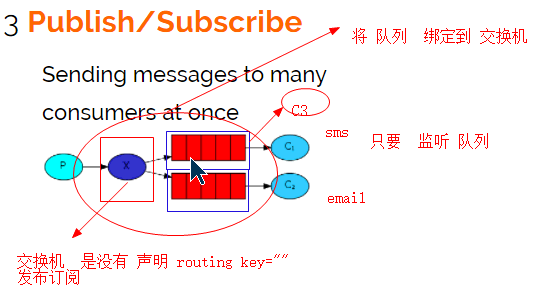 3 Publish/Subscribe
将 队列 绑定到 交换机
Sending messages to many
consumers at once
C3
sms
只要 监听 队列
P
X
C₁
C₂
email
交换机 是没有 声明 routing key=""
发布订阅